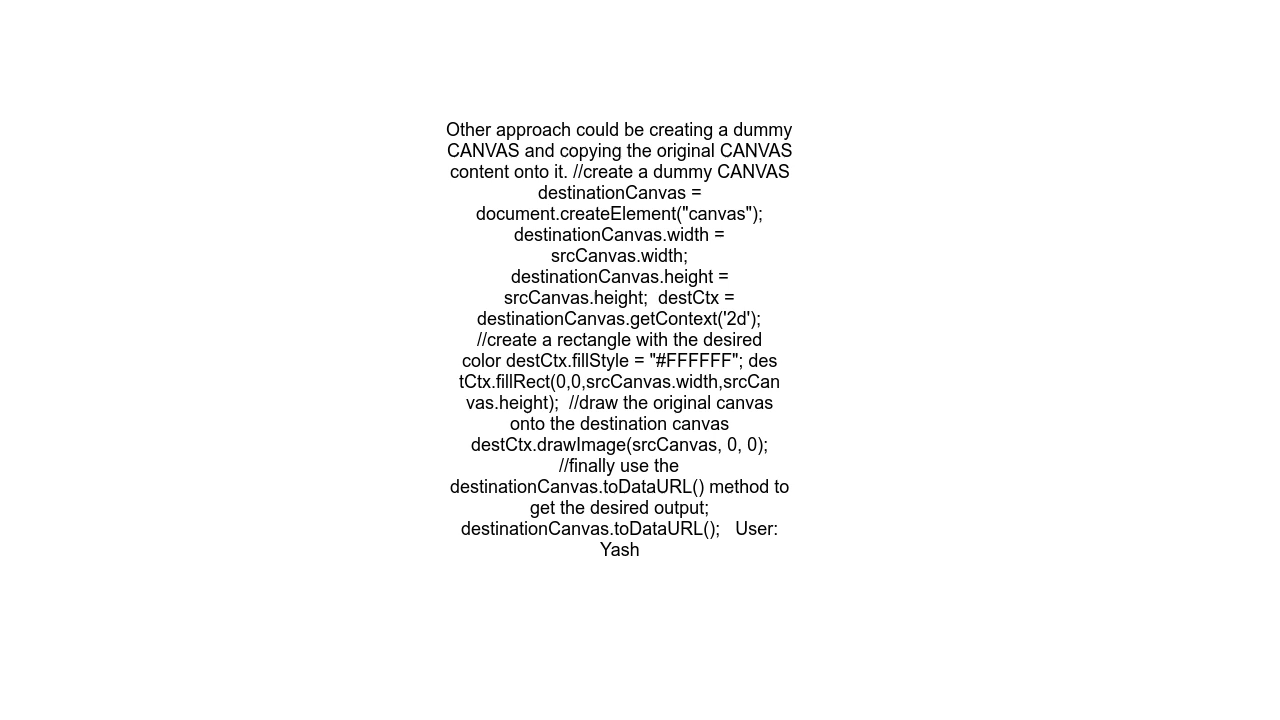 Other approach could be creating a dummy
CANVAS and copying the original CANVAS
content onto it. //create a dummy CANVAS
destinationCanvas =
document.createElement("canvas");
destinationCanvas.width =
srcCanvas.width;
destinationCanvas.height =
srcCanvas.height;  destCtx =
destinationCanvas.getContext('2d');
//create a rectangle with the desired
color destCtx.fillStyle = "#FFFFFF"; des
tCtx.fillRect(0,0,srcCanvas.width,srcCan
vas.height);  //draw the original canvas
onto the destination canvas
destCtx.drawImage(srcCanvas, 0, 0);
//finally use the
destinationCanvas.toDataURL() method to
get the desired output;
destinationCanvas.toDataURL();   User:
Yash